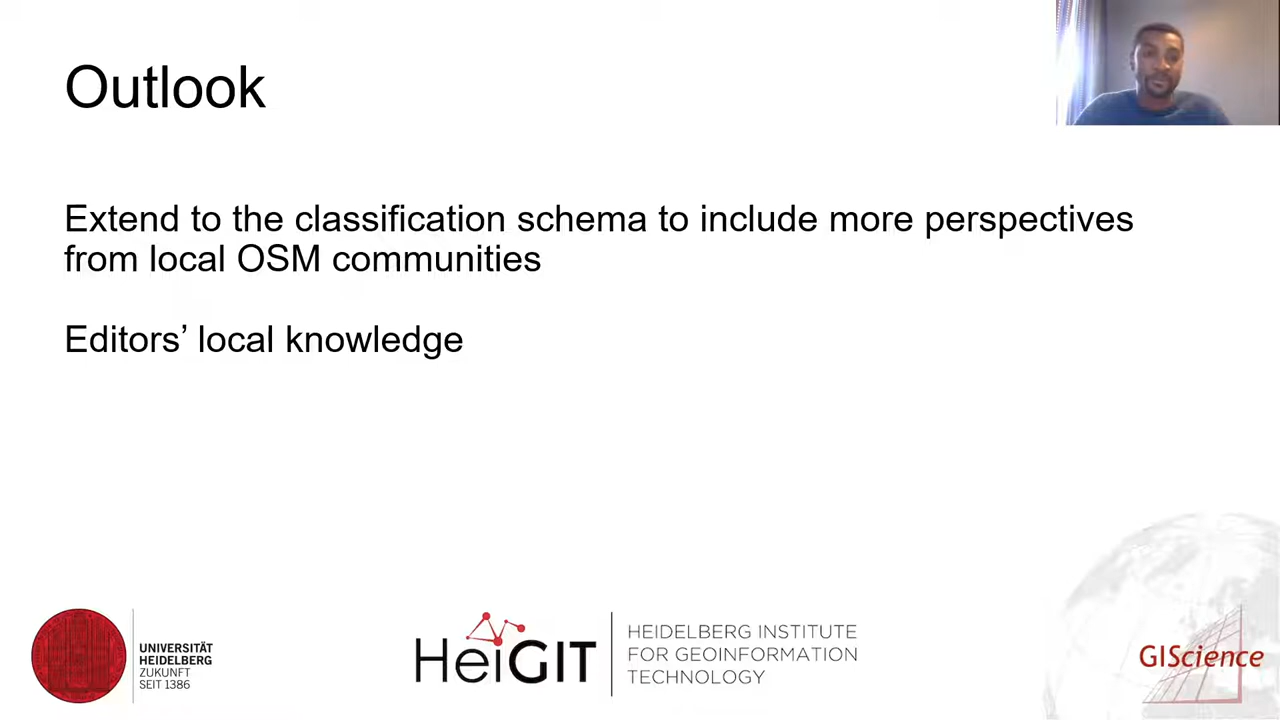 Outlook
Extend to the classification schema to include more perspectives
from local OSM communities
Editors’ local knowledge
UNIVERSITÄT
HEIDELBERG
ZUKUNFT
SEIT 1386
HeiGIT
HEIDELBERG INSTITUTE
FOR GEOINFORMATION
TECHNOLOGY
GIScience